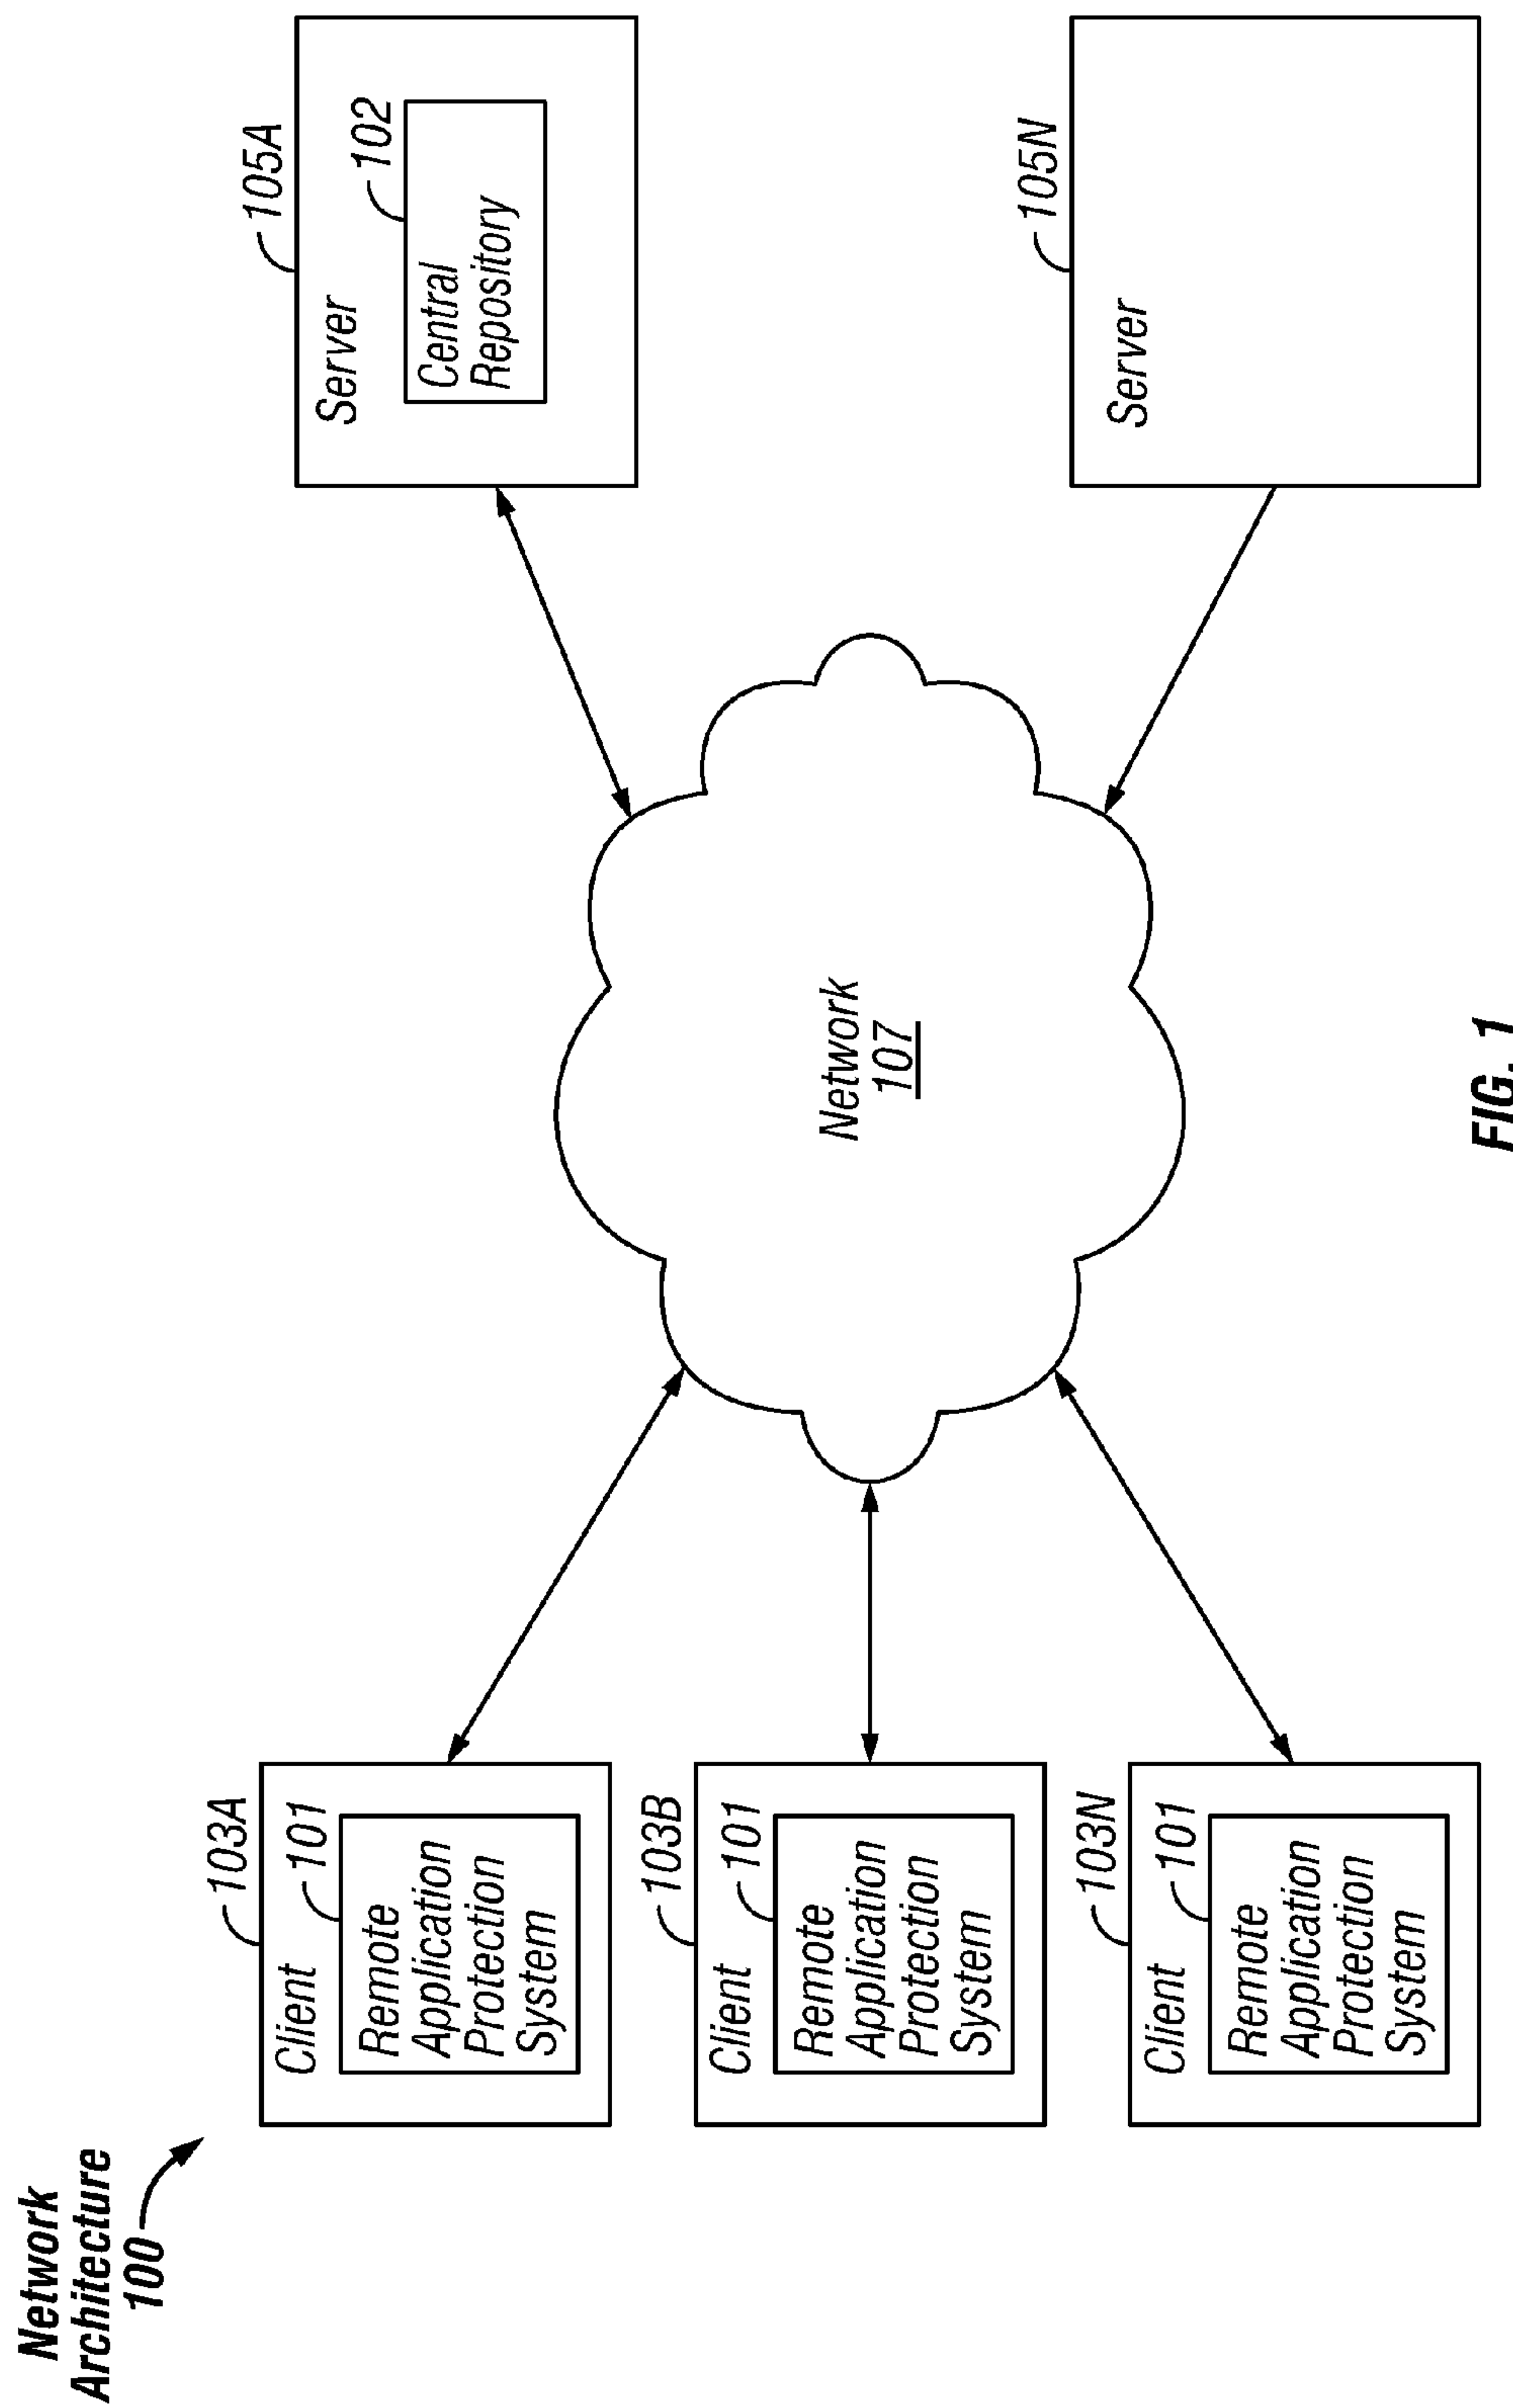 Network
Architecture
100
103A
Client
101
Remote
Application
Protection
System
103B
Client
101
Remote
Application
Protection
System
103N
Client
101
Remote
Application
Protection
System
Network
107
105A
Server
102
Central
Repository
105N
Server
FIG. 1